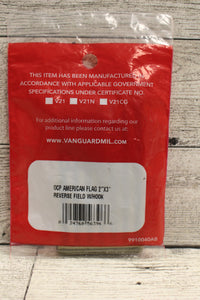 THIS ITEM HAS BEEN MANUFACTURED IN
ACCORDANCE WITH APPLICABLE GOVERNMENT
SPECIFICATIONS UNDER CERTIFICATE NO.
V21 V21N V21CG
For additional information regarding our
product line please contact us today.
WWW.VANGUARDMIL.COM
OCP AMERICAN FLAG 2"X3"
REVERSE FIELD W/HOOK
9910040AB